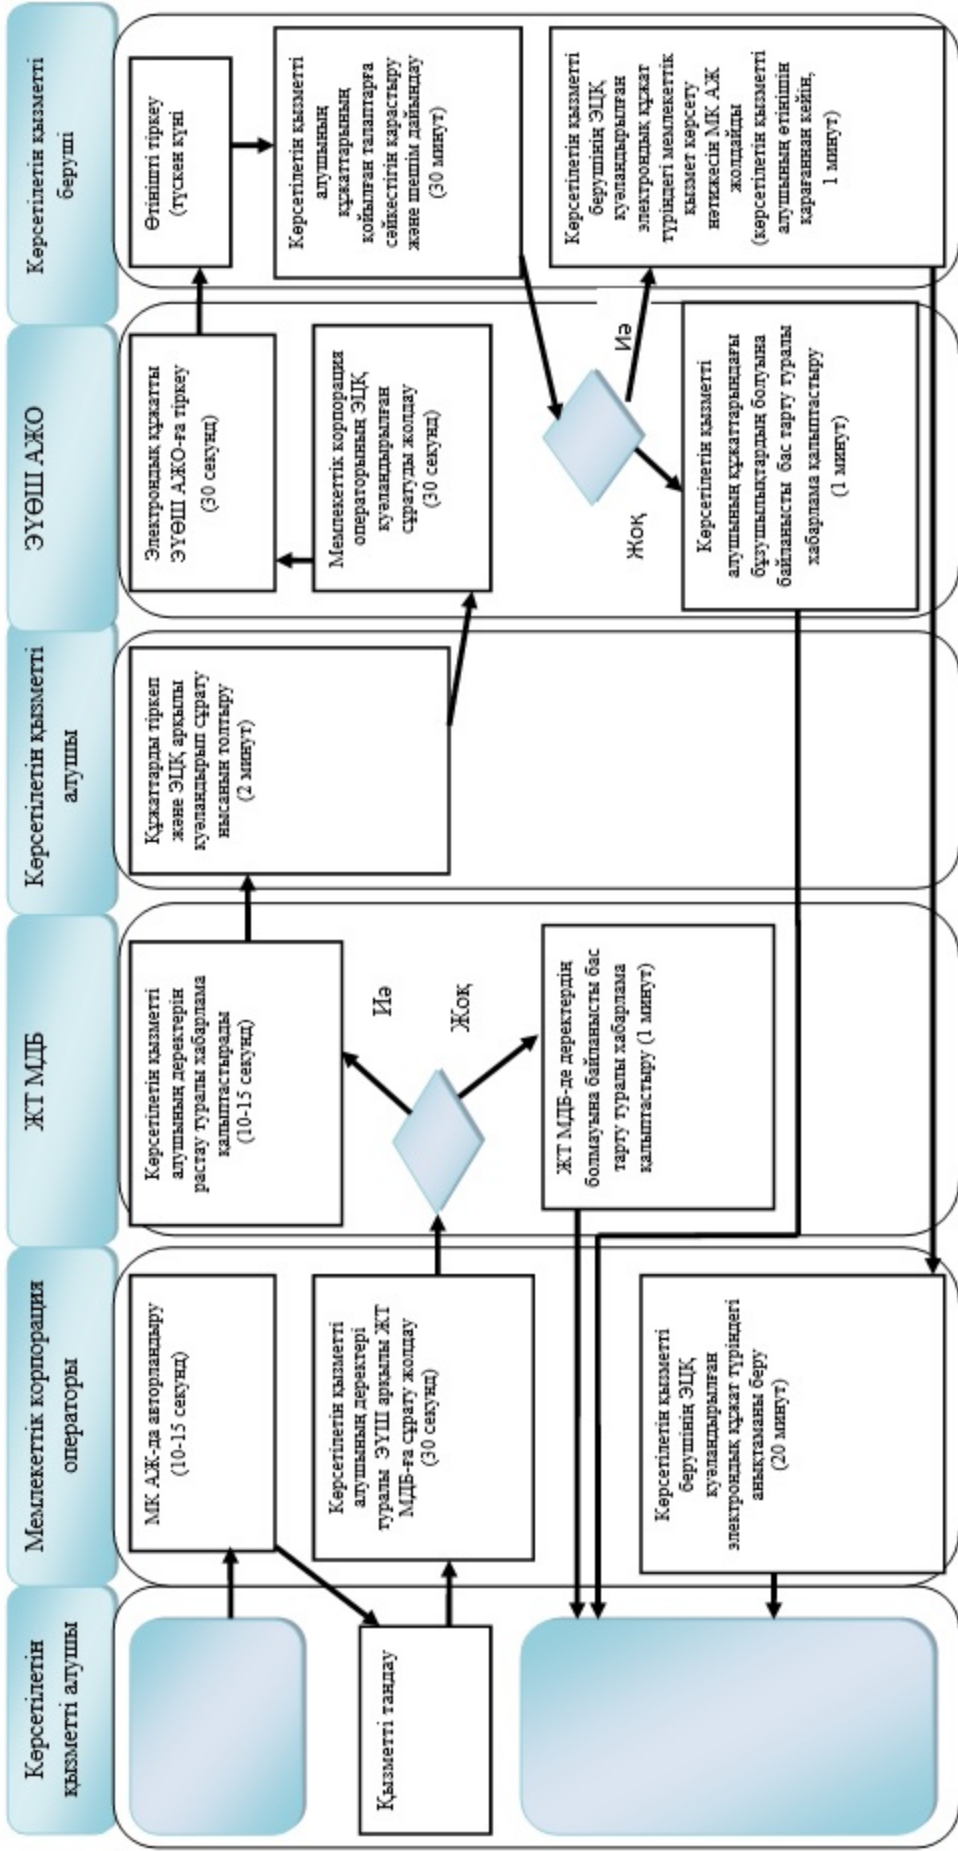 Көрсетілетін
қызметті алушы
Мемлекеттік корпорация
операторы
ЖТ МДБ
Көрсетілетін қызметті
алушы
ЭҮӨШ АЖО
Көрсетілетін қызметті
беруші
Қызметті таңдау
МК АЖ-да авторландыру
(10-15 секунд)
Көрсетілетін қызметті
алушының деректері
туралы ЭҮШ арқылы ЖТ
МДБ-ға сұрату жолдау
(30 секунд)
Көрсетілетін қызметті
берушінің ЭЦҚ
куәландырылған
электрондық құжат түріндегі
анықтаманы беру
(20 минут)
Көрсетілетін қызметті
алушының деректерін
растау туралы хабарлама
қалыптастырады
(10-15 секунд)
Иә
Жоқ
ЖТ МДБ-де деректердің
болмауына байланысты бас
тарту туралы хабарлама
қалыптастыру (1 минут)
Құжаттарды тіркеп
және ЭЦҚ арқылы
куәландырып сұрату
нысанын толтыру
(2 минут)
Электрондық құжатты
ЭҮӨШ АЖО-ға тіркеу
(30 секунд)
Мемлекеттік корпорация
операторының ЭЦҚ
куәландырылған
сұратуды жолдау
(30 секунд)
Иә
Жоқ
Көрсетілетін қызметті
алушының құжаттарындағы
бұзушылықтардың болуына
байланысты бас тарту туралы
хабарлама қалыптастыру
(1 минут)
Өтінішті тіркеу
(түскен күні)
Көрсетілетін қызметті
алушының
құжаттарының
қойылған талаптарға
сәйкестігін қарастыру
және шешім дайындау
(30 минут)
Көрсетілетін қызметті
берушінің ЭЦҚ
куәландырылған
электрондық құжат
түріндегі мемлекеттік
қызмет көрсету
нәтижесін МК АЖ
жолдайды
(көрсетілетін қызметті
алушының өтінішін
қарағаннан кейін,
1 минут)